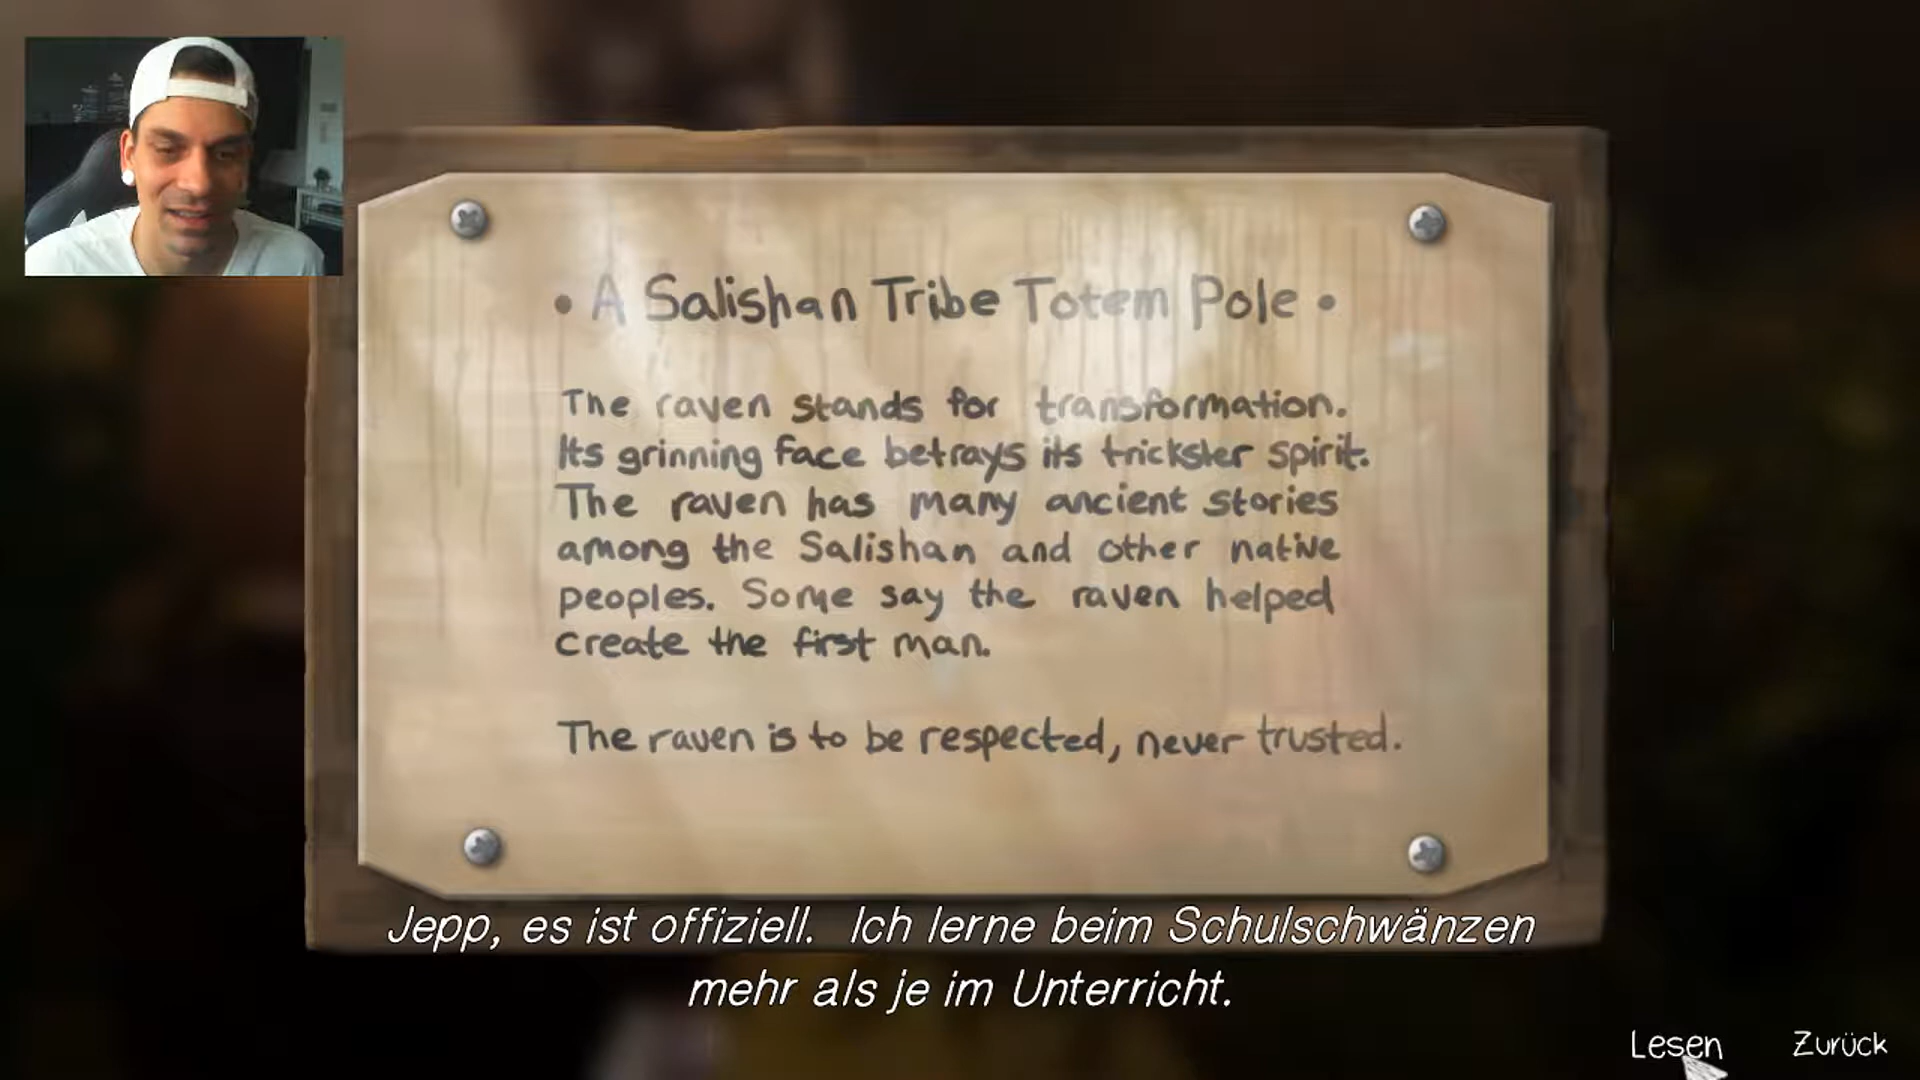 • A Salishan Tribe Totem Pole •
The raven stands for transformation.
Its grinning face betrays its trickster spirit.
The raven has many ancient stories
among the Salishan and other native
peoples. Some say the raven helped
create the first man.
The raven is to be respected, never trusted.
Jepp, es ist offiziell. Ich lerne beim Schulschwänzen
mehr als je im Unterricht.
Lesen Zurück